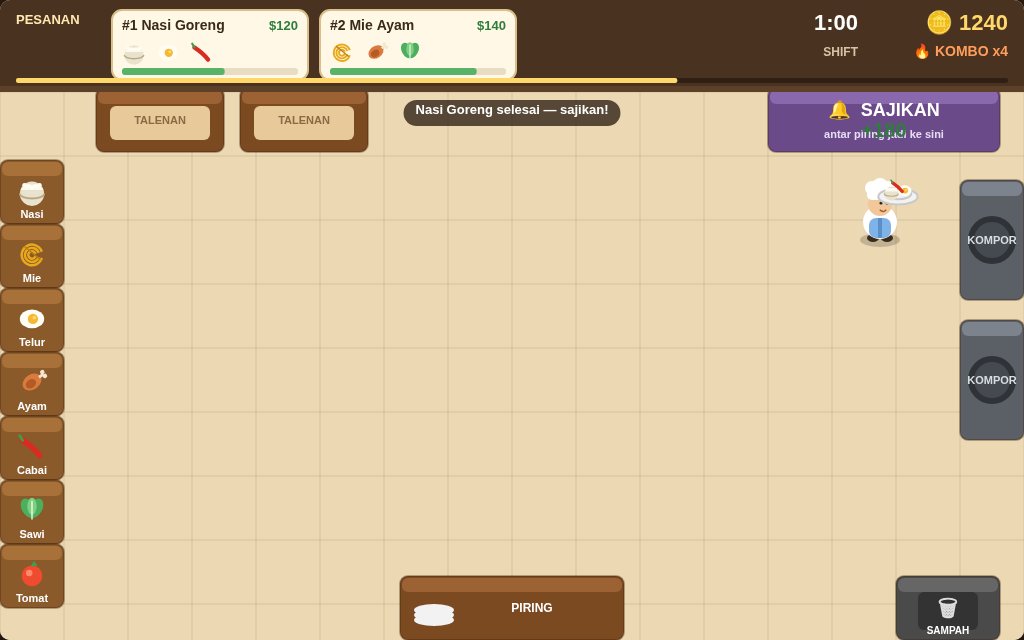 PESANAN
#1 Nasi Goreng
$120
#2 Mie Ayam
$140
1:00
SHIFT
🪙 1240
🔥 KOMBO x4
TALENAN
TALENAN
Nasi Goreng selesai — sajikan!
🔔 SAJIKAN
antar piring jadi ke sini
Nasi
Mie
Telur
Ayam
Cabai
Sawi
Tomat
KOMPOR
KOMPOR
PIRING
SAMPAH